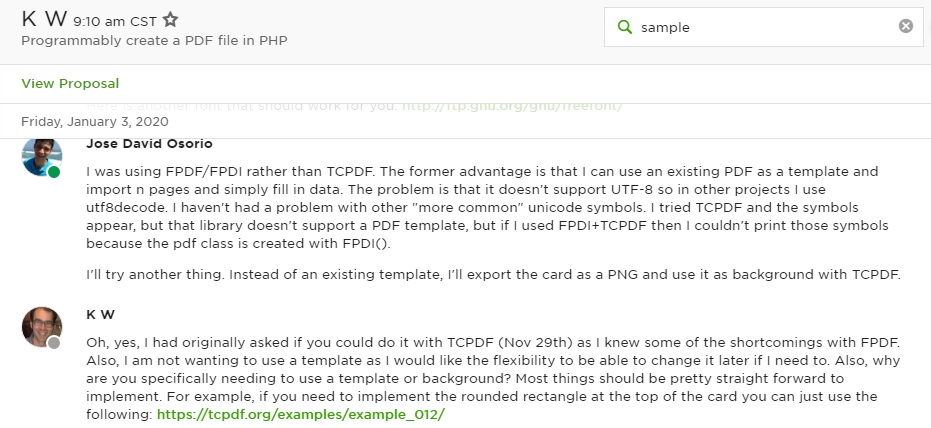 K W 9:10 am CST
Programmably create a PDF file in PHP
sample
View Proposal
Here is another font that should work for you: http://ftp.gnu.org/gnu/freefont/
Friday, January 3, 2020
Jose David Osorio
I was using FPDF/FPDI rather than TCPDF. The former advantage is that I can use an existing PDF as a template and
import n pages and simply fill in data. The problem is that it doesn't support UTF-8 so in other projects I use
utf8decode. I haven't had a problem with other "more common" unicode symbols. I tried TCPDF and the symbols
appear, but that library doesn't support a PDF template, but if I used FPDI+TCPDF then I couldn't print those symbols
because the pdf class is created with FPDI().
I'll try another thing. Instead of an existing template, I'll export the card as a PNG and use it as background with TCPDF.
K W
Oh, yes, I had originally asked if you could do it with TCPDF (Nov 29th) as I knew some of the shortcomings with FPDF.
Also, I am not wanting to use a template as I would like the flexibility to be able to change it later if I need to. Also, why
are you specifically needing to use a template or background? Most things should be pretty straight forward to
implement. For example, if you need to implement the rounded rectangle at the top of the card you can just use the
following: https://tcpdf.org/examples/example_012/